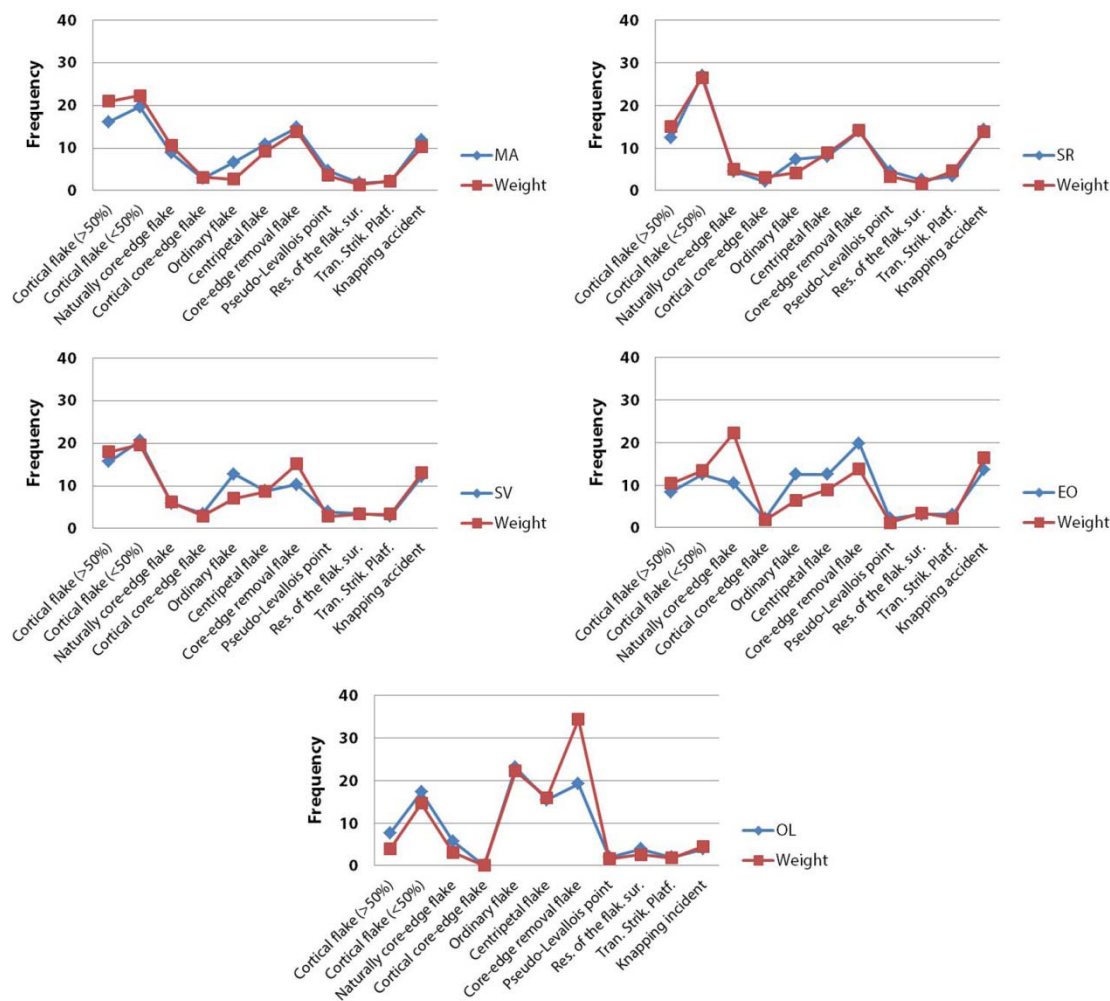 40
30
20
10
0
Frequency
Cortical flake (>50%)
Cortical flake (<50%)
Naturally core-edge flake
Cortical core-edge flake
Ordinary flake
Centripetal flake
Core-edge removal flake
Pseudo-Levallois point
Res. of the flak. sur.
Tran. Strik. Platf.
Knapping accident
MA
Weight
40
30
20
10
0
Frequency
Cortical flake (>50%)
Cortical flake (<50%)
Naturally core-edge flake
Cortical core-edge flake
Ordinary flake
Centripetal flake
Core-edge removal flake
Pseudo-Levallois point
Res. of the flak. sur.
Tran. Strik. Platf.
Knapping accident
SR
Weight
40
30
20
10
0
Frequency
Cortical flake (>50%)
Cortical flake (<50%)
Naturally core-edge flake
Cortical core-edge flake
Ordinary flake
Centripetal flake
Core-edge removal flake
Pseudo-Levallois point
Res. of the flak. sur.
Tran. Strik. Platf.
Knapping accident
SV
Weight
40
30
20
10
0
Frequency
Cortical flake (>50%)
Cortical flake (<50%)
Naturally core-edge flake
Cortical core-edge flake
Ordinary flake
Centripetal flake
Core-edge removal flake
Pseudo-Levallois point
Res. of the flak. sur.
Tran. Strik. Platf.
Knapping accident
EO
Weight
40
30
20
10
0
Frequency
Cortical flake (>50%)
Cortical flake (<50%)
Naturally core-edge flake
Cortical core-edge flake
Ordinary flake
Centripetal flake
Core-edge removal flake
Pseudo-Levallois point
Res. of the flak. sur.
Tran. Strik. Platf.
Knapping incident
OL
Weight